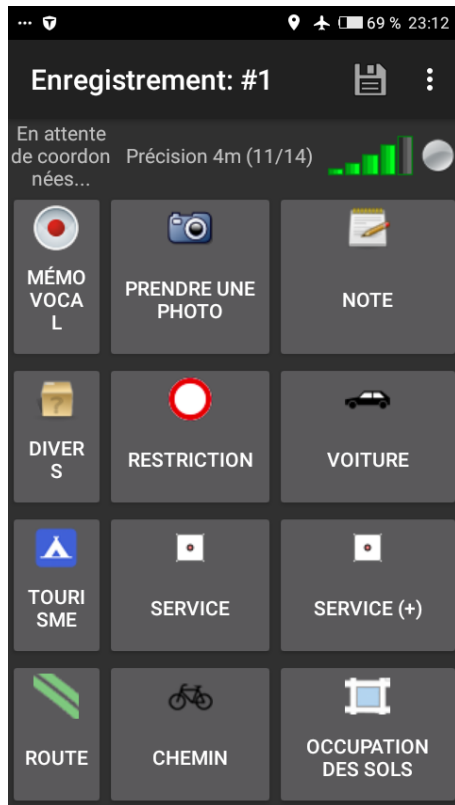 ... 69 % 23:12
Enregistrement: #1
En attente
de coordon
nées...
Précision 4m (11/14)
MÉMO
VOCA
L
PRENDRE UNE
PHOTO
NOTE
DIVER
S
RESTRICTION
VOITURE
TOURI
SME
SERVICE
SERVICE (+)
ROUTE
CHEMIN
OCCUPATION
DES SOLS